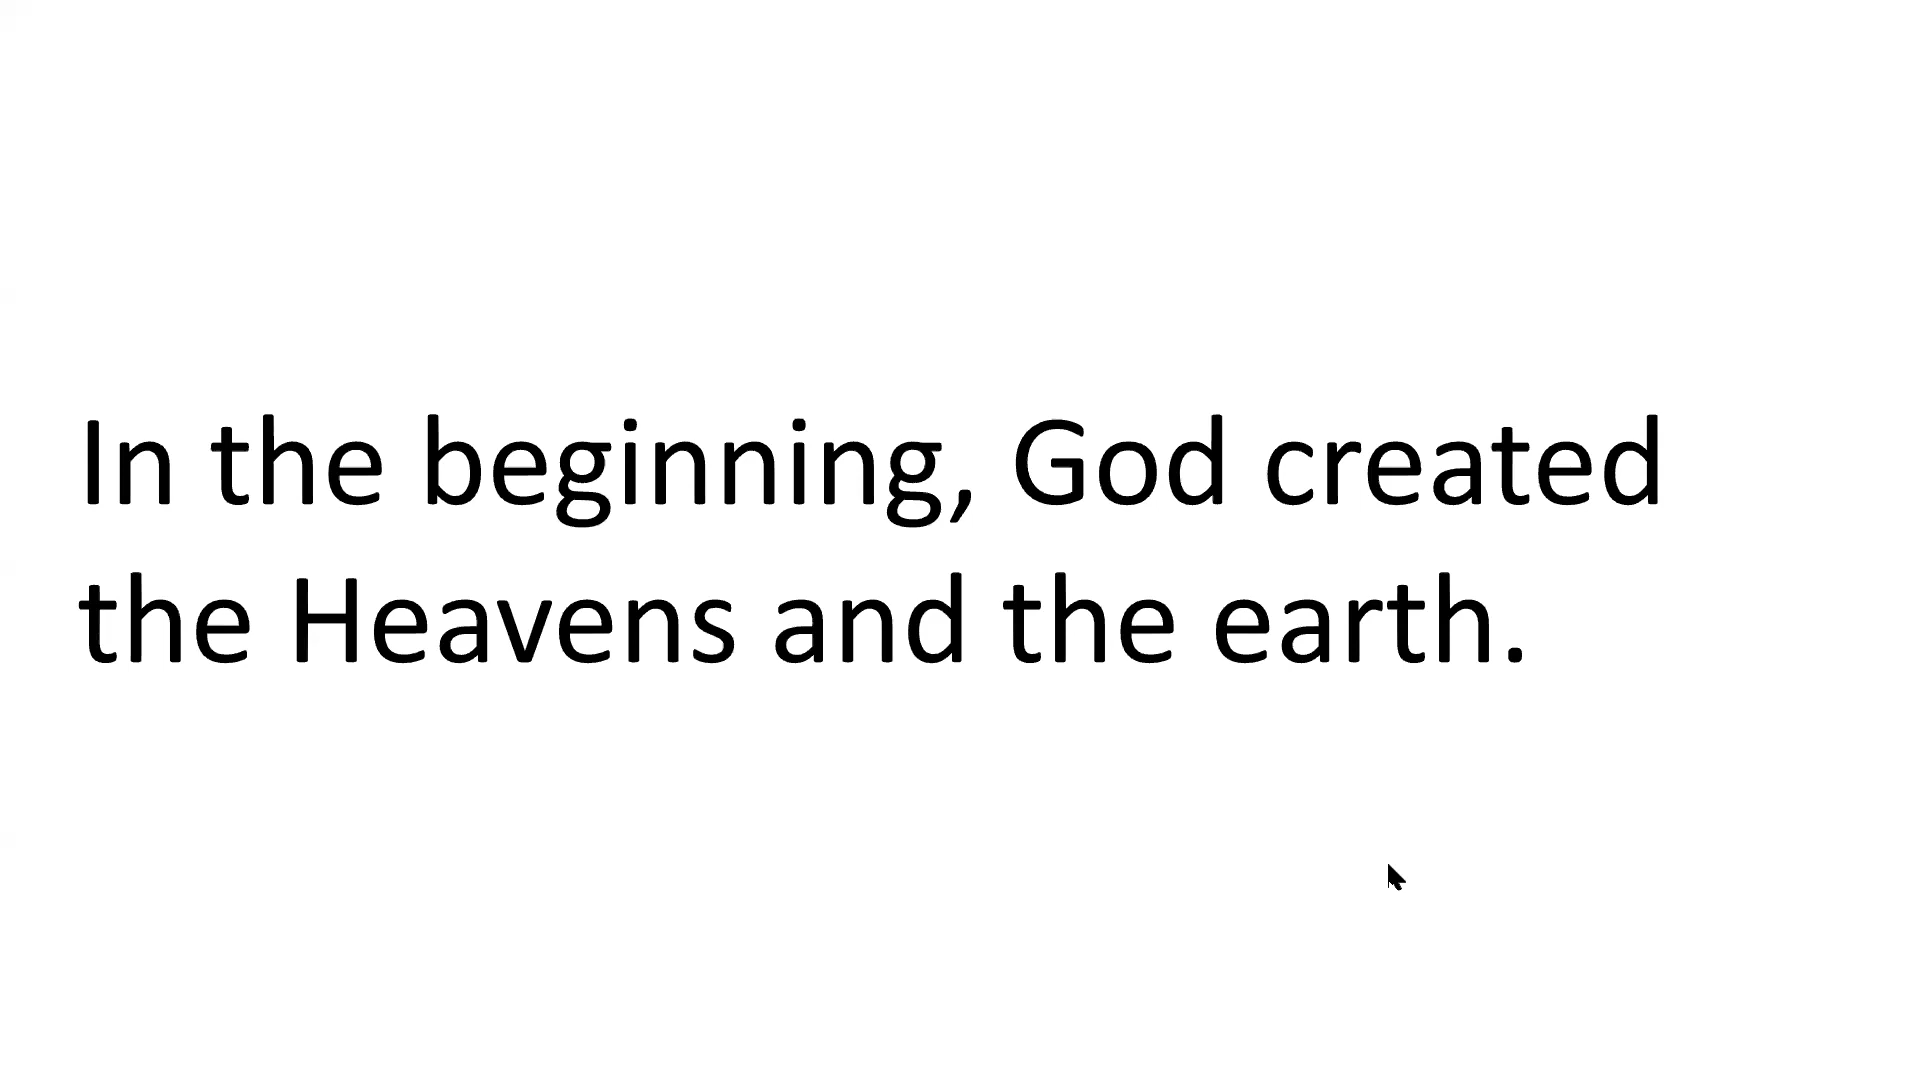 In the beginning, God created
the Heavens and the earth.